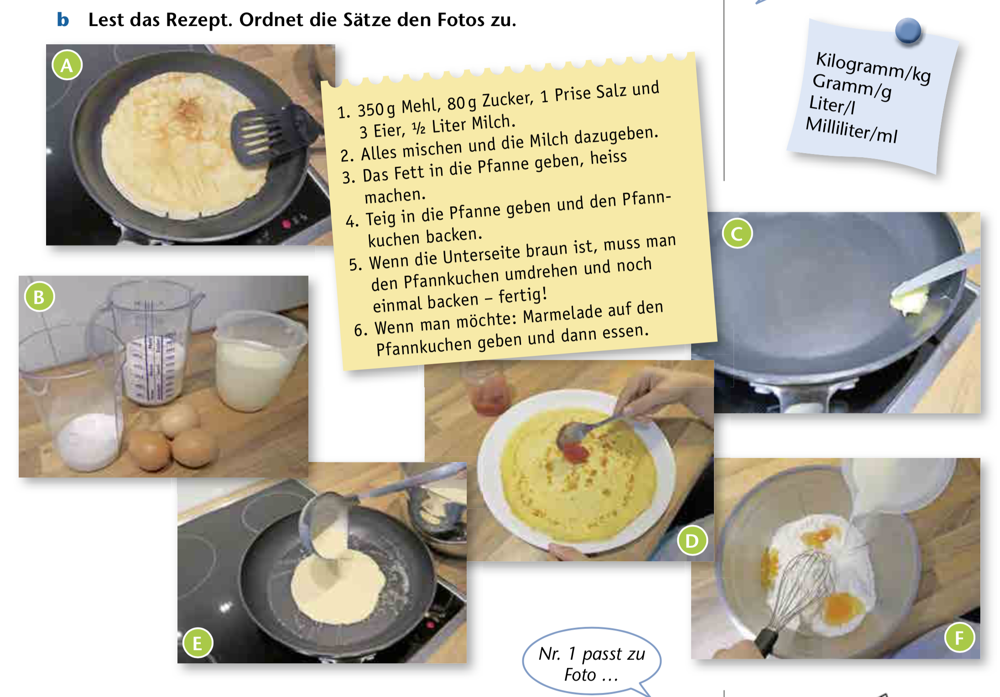 b Lest das Rezept. Ordnet die Sätze den Fotos zu.
A
1. 350 g Mehl, 80 g Zucker, 1 Prise Salz und
3 Eier, ½ Liter Milch.
2. Alles mischen und die Milch dazugeben.
3. Das Fett in die Pfanne geben, heiss
machen.
4. Teig in die Pfanne geben und den Pfann-
kuchen backen.
5. Wenn die Unterseite braun ist, muss man
den Pfannkuchen umdrehen und noch
einmal backen – fertig!
6. Wenn man möchte: Marmelade auf den
Pfannkuchen geben und dann essen.
Kilogramm/kg
Gramm/g
Liter/l
Milliliter/ml
C
B
D
E
F
Nr. 1 passt zu
Foto ...